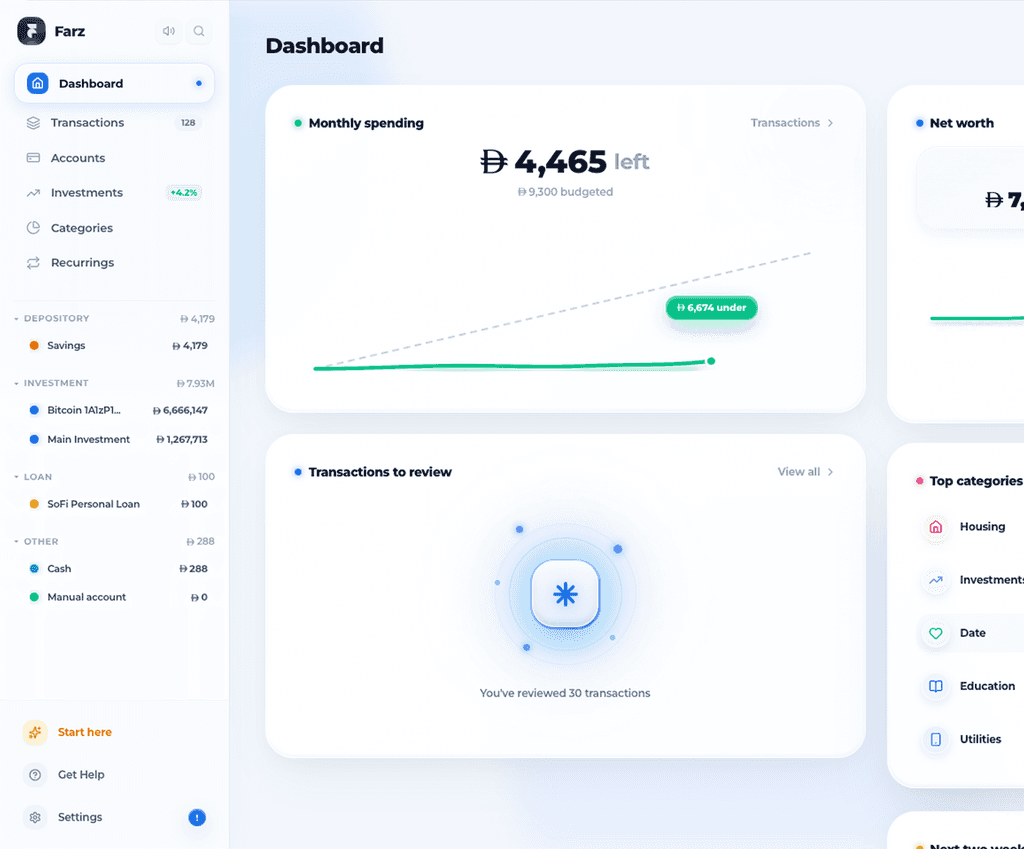 Farz
Dashboard
Transactions 128
Accounts
Investments +4.2%
Categories
Recurrings
DEPOSITORY 4,179
Savings 4,179
INVESTMENT 7.93M
Bitcoin 1A1zP1... 6,666,147
Main Investment 1,267,713
LOAN 100
SoFi Personal Loan 100
OTHER 288
Cash 288
Manual account 0
Start here
Get Help
Settings
Dashboard
Monthly spending
Transactions
4,465 left
9,300 budgeted
6,674 under
Transactions to review
View all
You've reviewed 30 transactions
Net worth
7,
Top categories
Housing
Investments
Date
Education
Utilities
Next two week